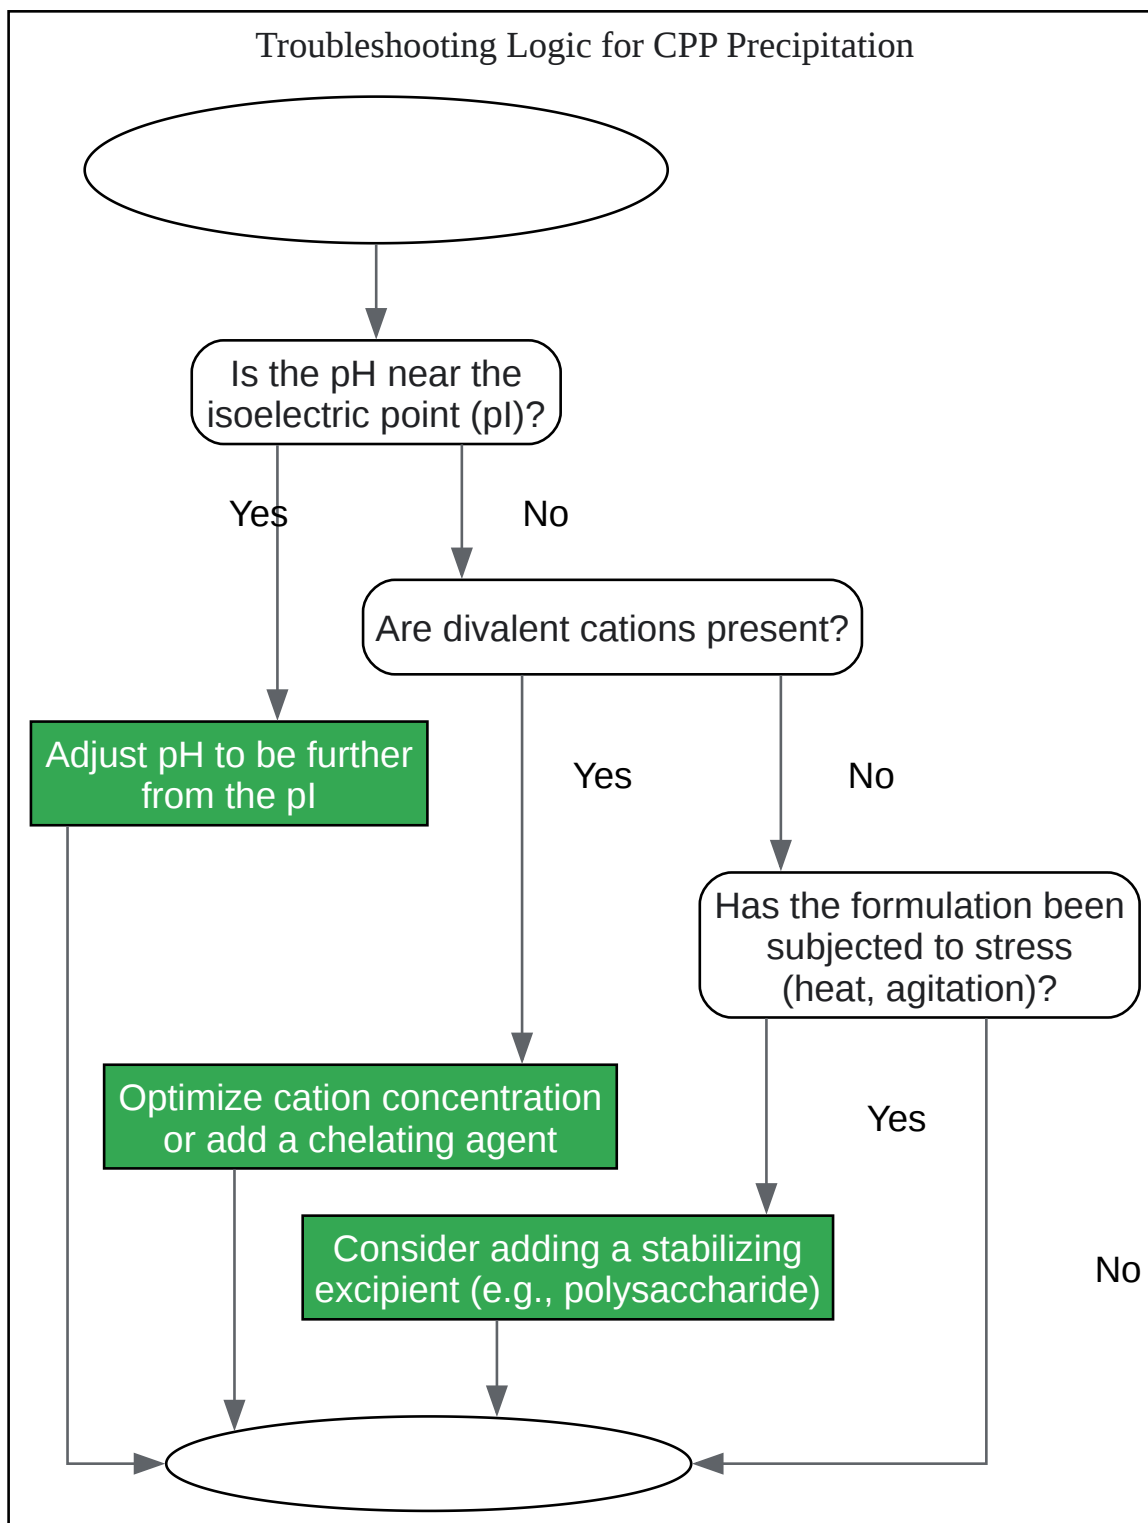 Troubleshooting Logic for CPP Precipitation
Is the pH near the
isoelectric point (pI)?
Yes
No
Are divalent cations present?
Adjust pH to be further
from the pI
Yes
No
Has the formulation been
subjected to stress
(heat, agitation)?
Optimize cation concentration
or add a chelating agent
Yes
Consider adding a stabilizing
excipient (e.g., polysaccharide)
No